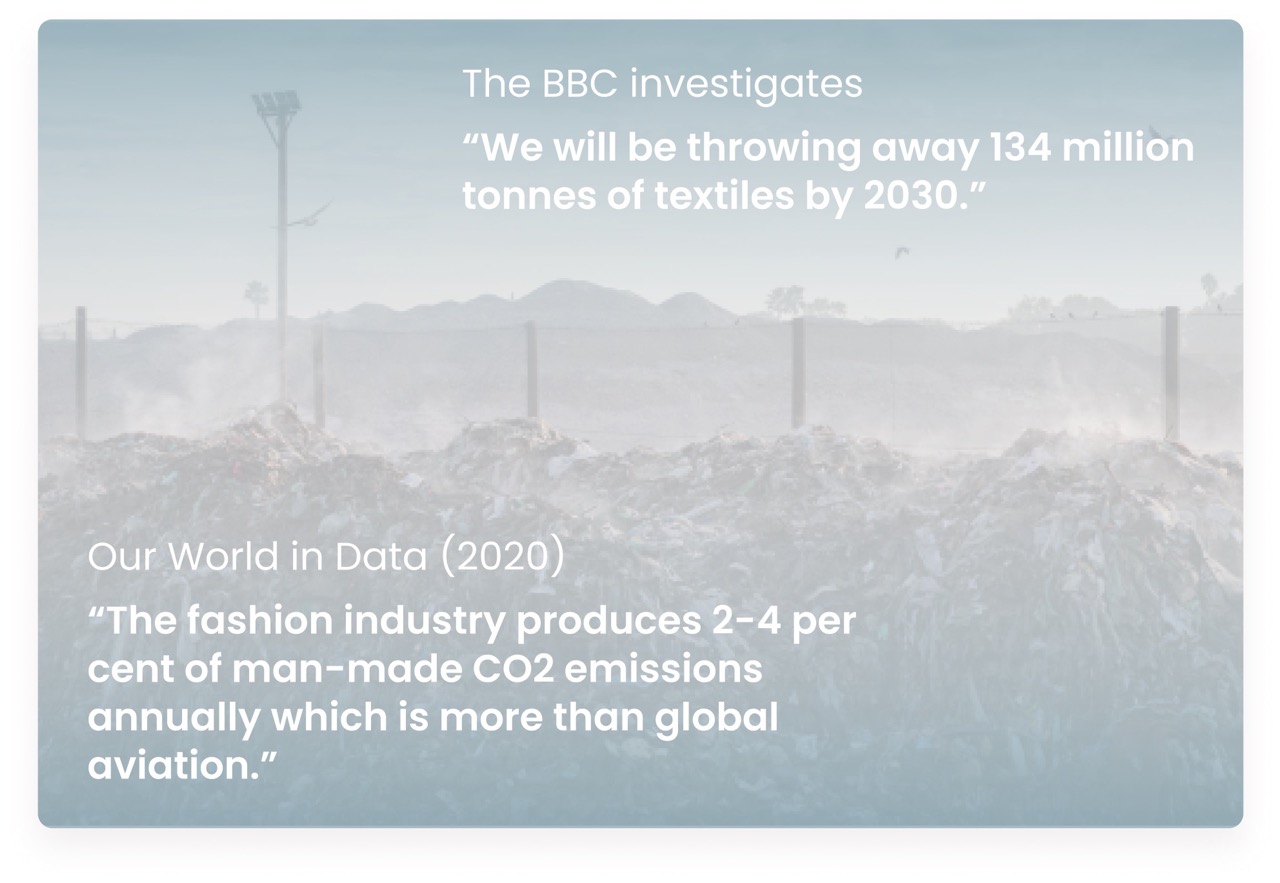 The BBC investigates
“We will be throwing away 134 million
tonnes of textiles by 2030.”
Our World in Data (2020)
“The fashion industry produces 2-4 per
cent of man-made CO2 emissions
annually which is more than global
aviation.”